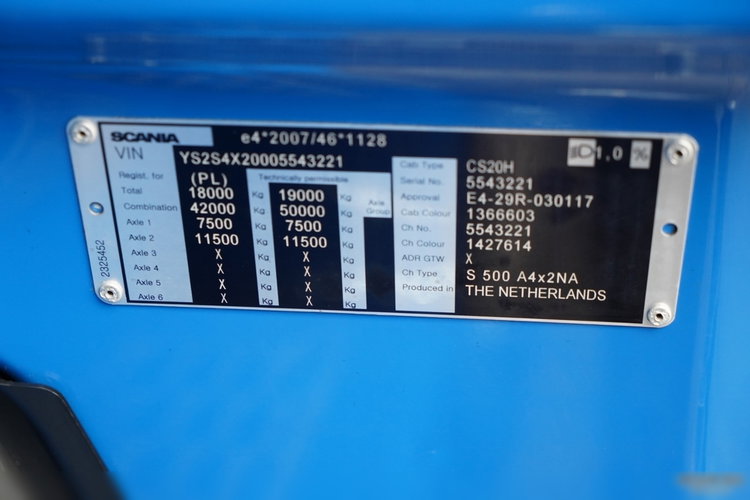 SCANIA e4*2007/46*1128 1,0 %
VIN YS2S4X20005543221
Regist. for (PL) Technically permissible
Total 18000 Kg 19000 Kg
Combination 42000 Kg 50000 Kg Axle Group
Axle 1 7500 Kg 7500 Kg
Axle 2 11500 Kg 11500 Kg
Axle 3 X Kg X Kg
Axle 4 X Kg X Kg
Axle 5 X Kg X Kg
Axle 6 X Kg X Kg
Cab Type CS20H
Serial No. 5543221
Approval E4-29R-030117
Cab Colour 1366603
Ch No. 5543221
Ch Colour 1427614
ADR GTW X
Ch Type S 500 A4x2NA
Produced in THE NETHERLANDS
2325452